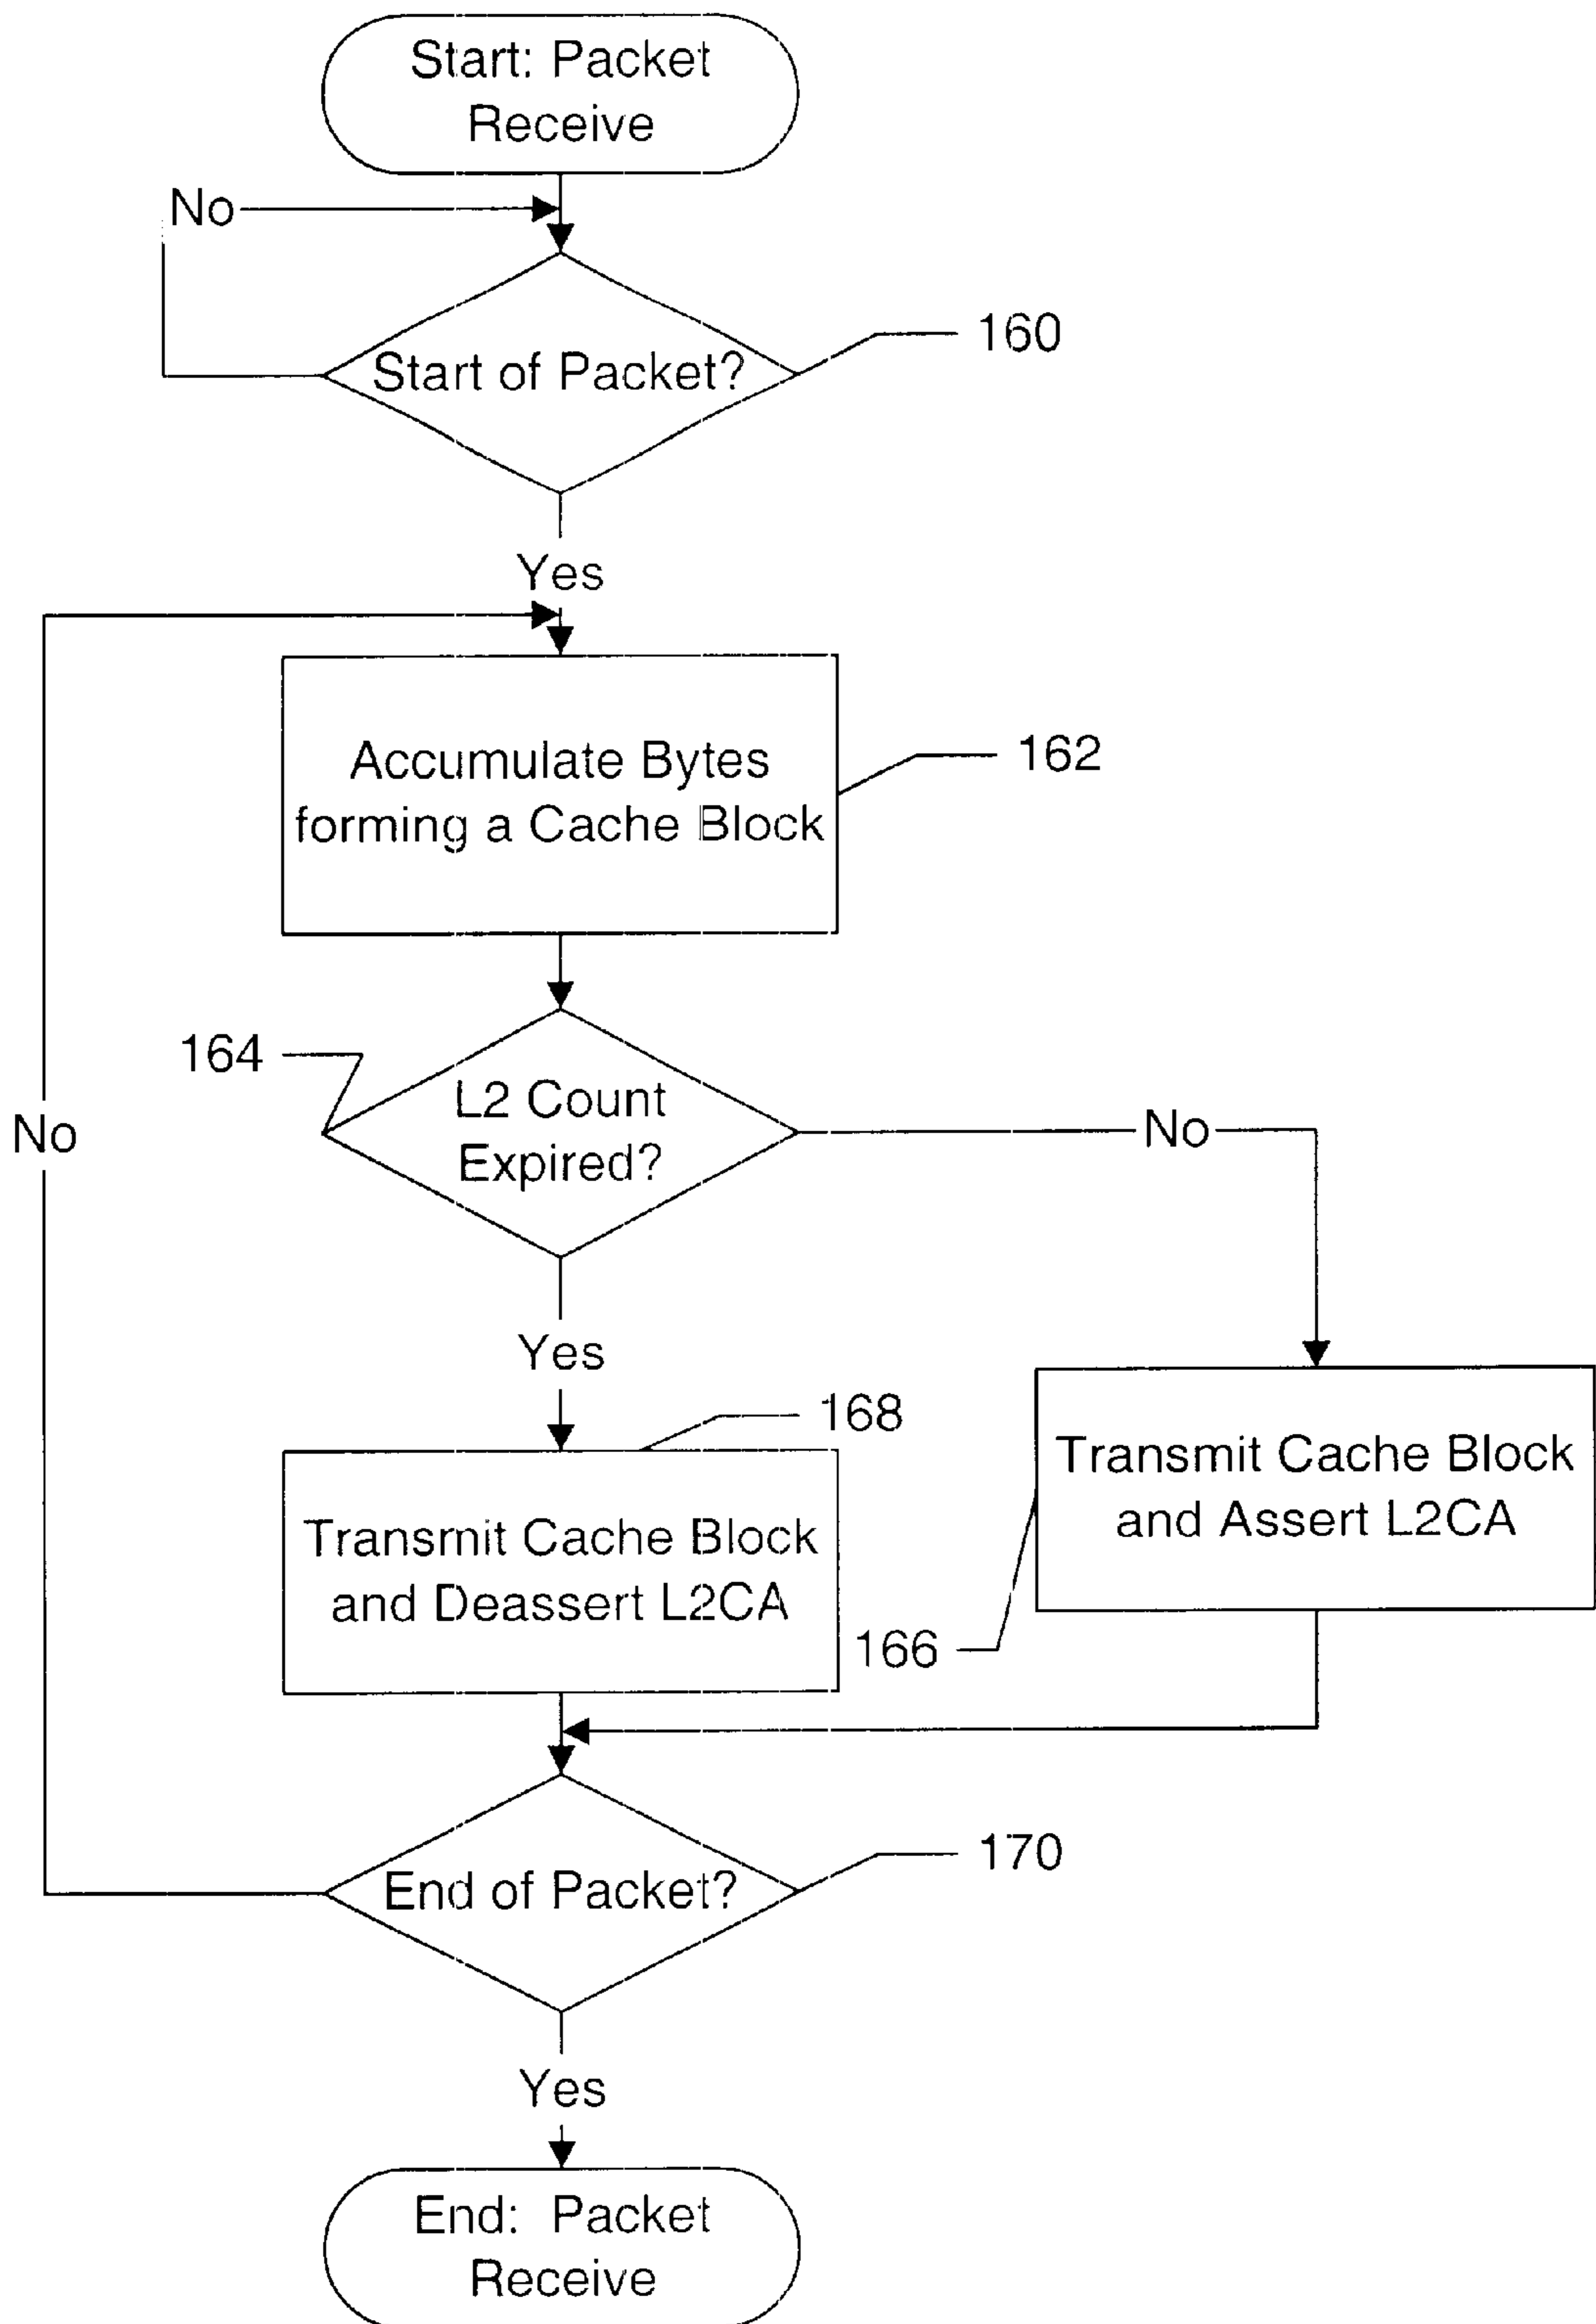 Start: Packet
Receive
No
Start of Packet?
160
Yes
Accumulate Bytes
forming a Cache Block
162
164
L2 Count
Expired?
No
No
Yes
168
Transmit Cache Block
and Assert L2CA
Transmit Cache Block
and Deassert L2CA
166
End of Packet?
170
Yes
End: Packet
Receive